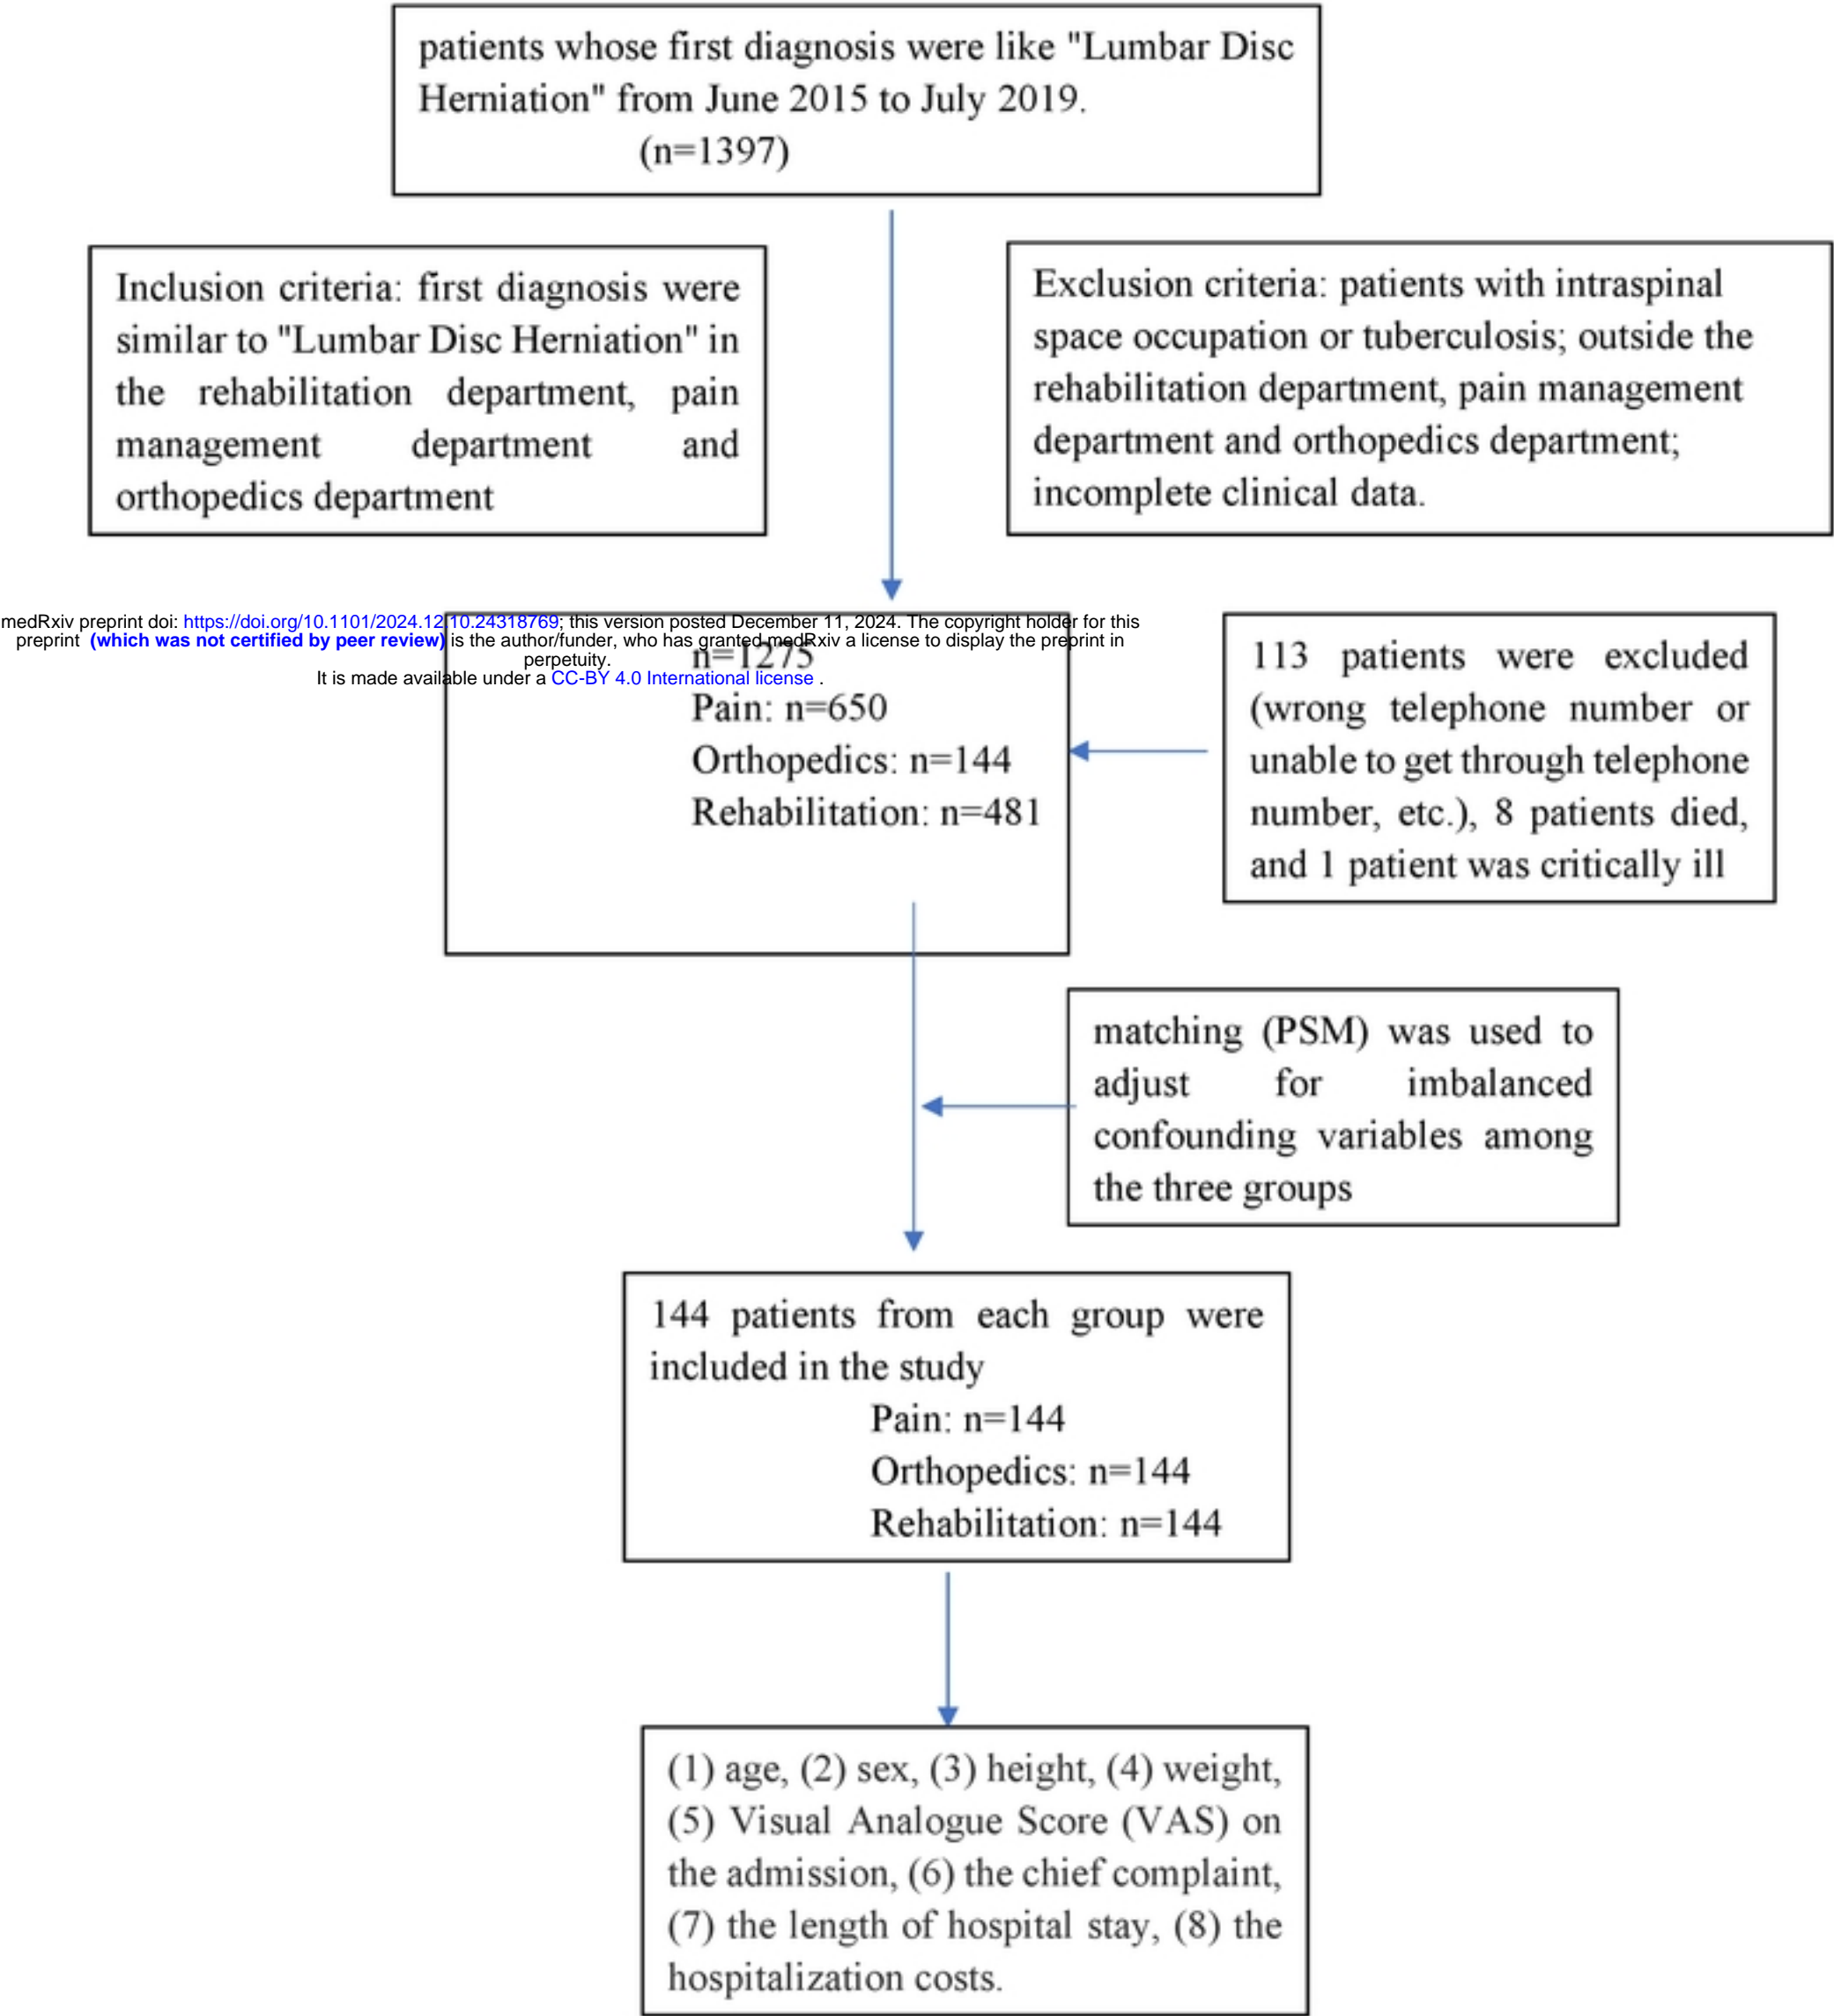 patients whose first diagnosis were like "Lumbar Disc
Herniation" from June 2015 to July 2019.
(n=1397)
Inclusion criteria: first diagnosis were
similar to "Lumbar Disc Herniation" in
the rehabilitation department, pain
management department and
orthopedics department
Exclusion criteria: patients with intraspinal
space occupation or tuberculosis; outside the
rehabilitation department, pain management
department and orthopedics department;
incomplete clinical data.
medRxiv preprint doi: https://doi.org/10.1101/2024.12.10.24318769; this version posted December 11, 2024. The copyright holder for this
preprint (which was not certified by peer review) is the author/funder, who has granted medRxiv a license to display the preprint in
perpetuity.
It is made available under a CC-BY 4.0 International license .
n=1275
Pain: n=650
Orthopedics: n=144
Rehabilitation: n=481
113 patients were excluded
(wrong telephone number or
unable to get through telephone
number, etc.), 8 patients died,
and 1 patient was critically ill
matching (PSM) was used to
adjust for imbalanced
confounding variables among
the three groups
144 patients from each group were
included in the study
Pain: n=144
Orthopedics: n=144
Rehabilitation: n=144
(1) age, (2) sex, (3) height, (4) weight,
(5) Visual Analogue Score (VAS) on
the admission, (6) the chief complaint,
(7) the length of hospital stay, (8) the
hospitalization costs.